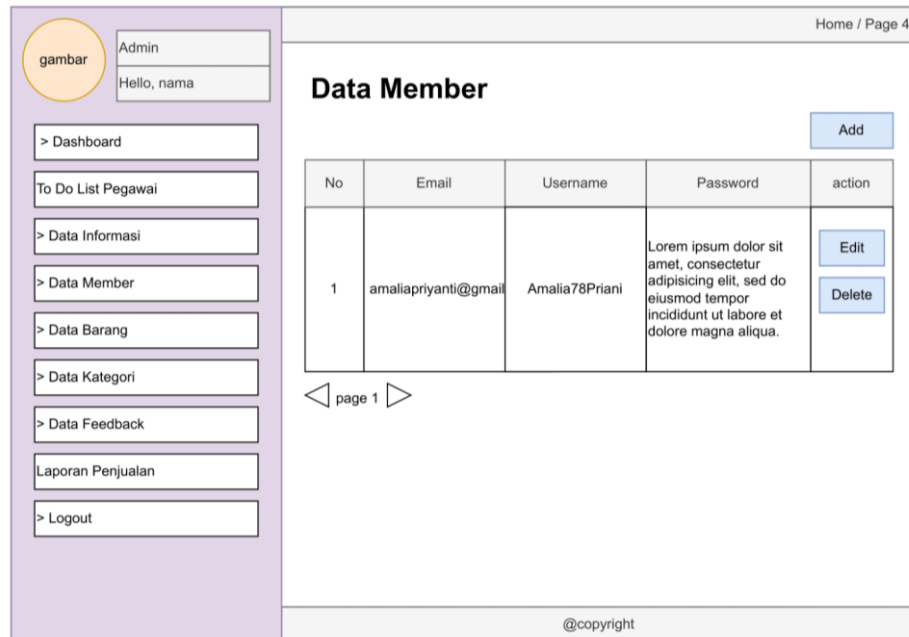 gambar
Admin
Hello, nama
> Dashboard
To Do List Pegawai
> Data Informasi
> Data Member
> Data Barang
> Data Kategori
> Data Feedback
Laporan Penjualan
> Logout
Home / Page 4
Data Member
Add
No Email Username Password action
1 amaliapriyanti@gmail Amalia78Priani
Lorem ipsum dolor sit
amet, consectetur
adipisicing elit, sed do
eiusmod tempor
incididunt ut labore et
dolore magna aliqua.
Edit
Delete
page 1
@copyright